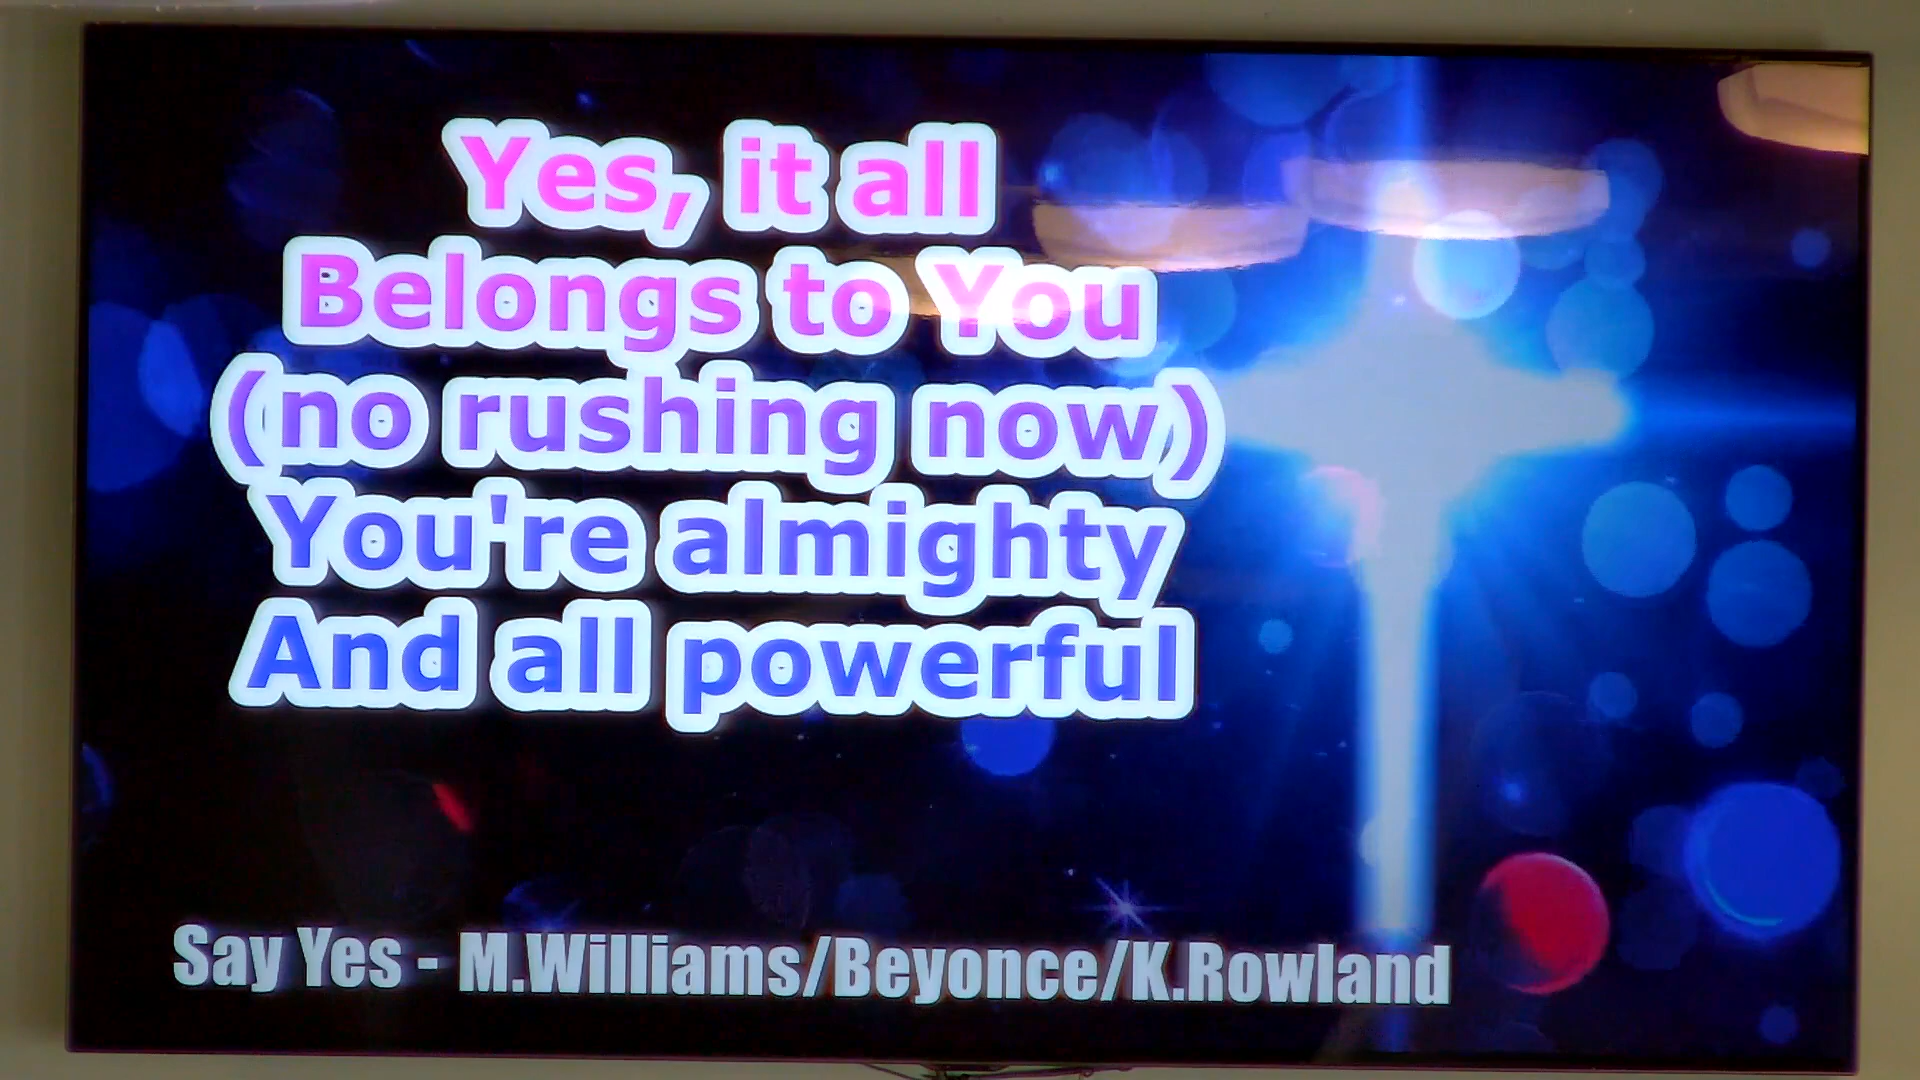 Yes, it all
Belongs to You
(no rushing now)
You're almighty
And all powerful
Say Yes - M.Williams/Beyonce/K.Rowland